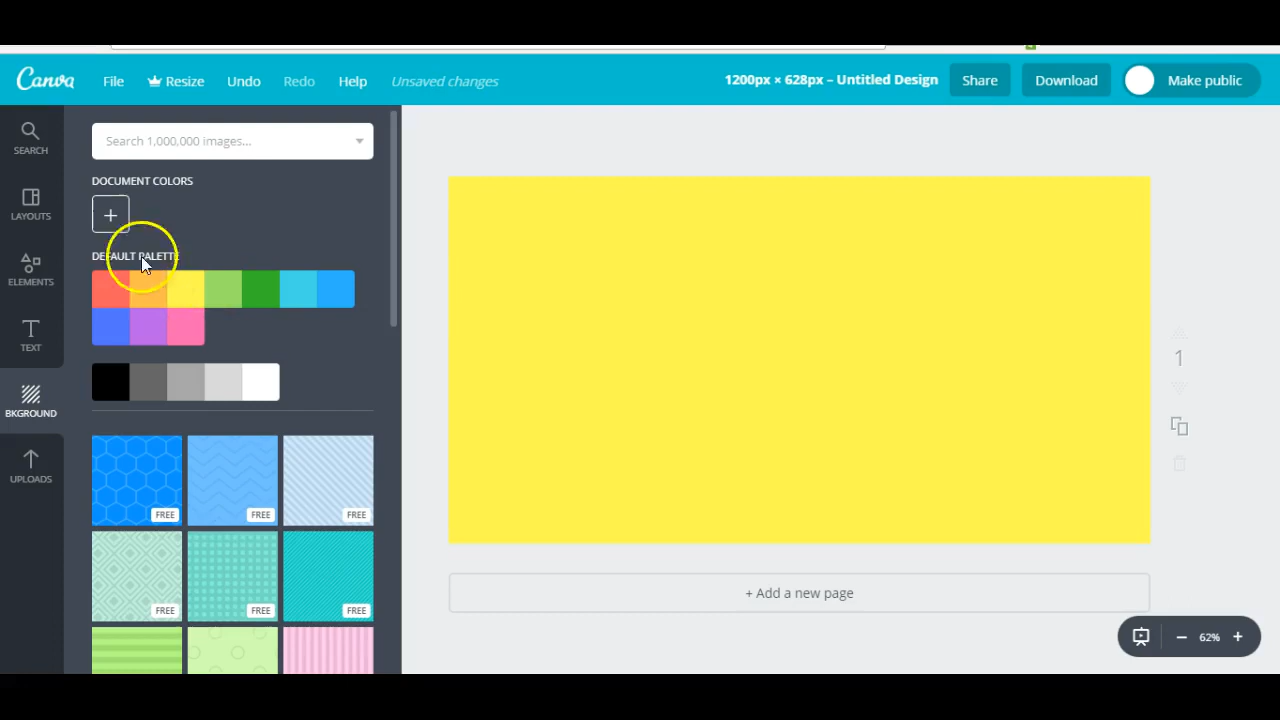 Canva
File
Resize
Undo
Redo
Help
Unsaved changes
1200px × 628px – Untitled Design
Share
Download
Make public
SEARCH
LAYOUTS
ELEMENTS
TEXT
BKGROUND
UPLOADS
Search 1,000,000 images...
DOCUMENT COLORS
+
DEFAULT PALETTE
FREE
FREE
FREE
FREE
FREE
FREE
1
+ Add a new page
− 62% +